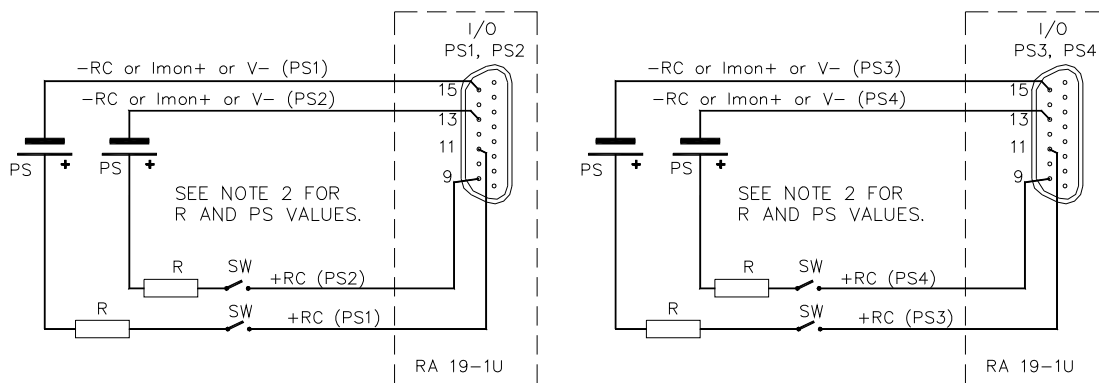 I/O
PS1, PS2
-RC or Imon+ or V- (PS1)
15
-RC or Imon+ or V- (PS2)
13
11
9
PS
+
PS
+
SEE NOTE 2 FOR
R AND PS VALUES.
R
SW
+RC (PS2)
R
SW
+RC (PS1)
RA 19-1U
I/O
PS3, PS4
-RC or Imon+ or V- (PS3)
15
-RC or Imon+ or V- (PS4)
13
11
9
PS
+
PS
+
SEE NOTE 2 FOR
R AND PS VALUES.
R
SW
+RC (PS4)
R
SW
+RC (PS3)
RA 19-1U